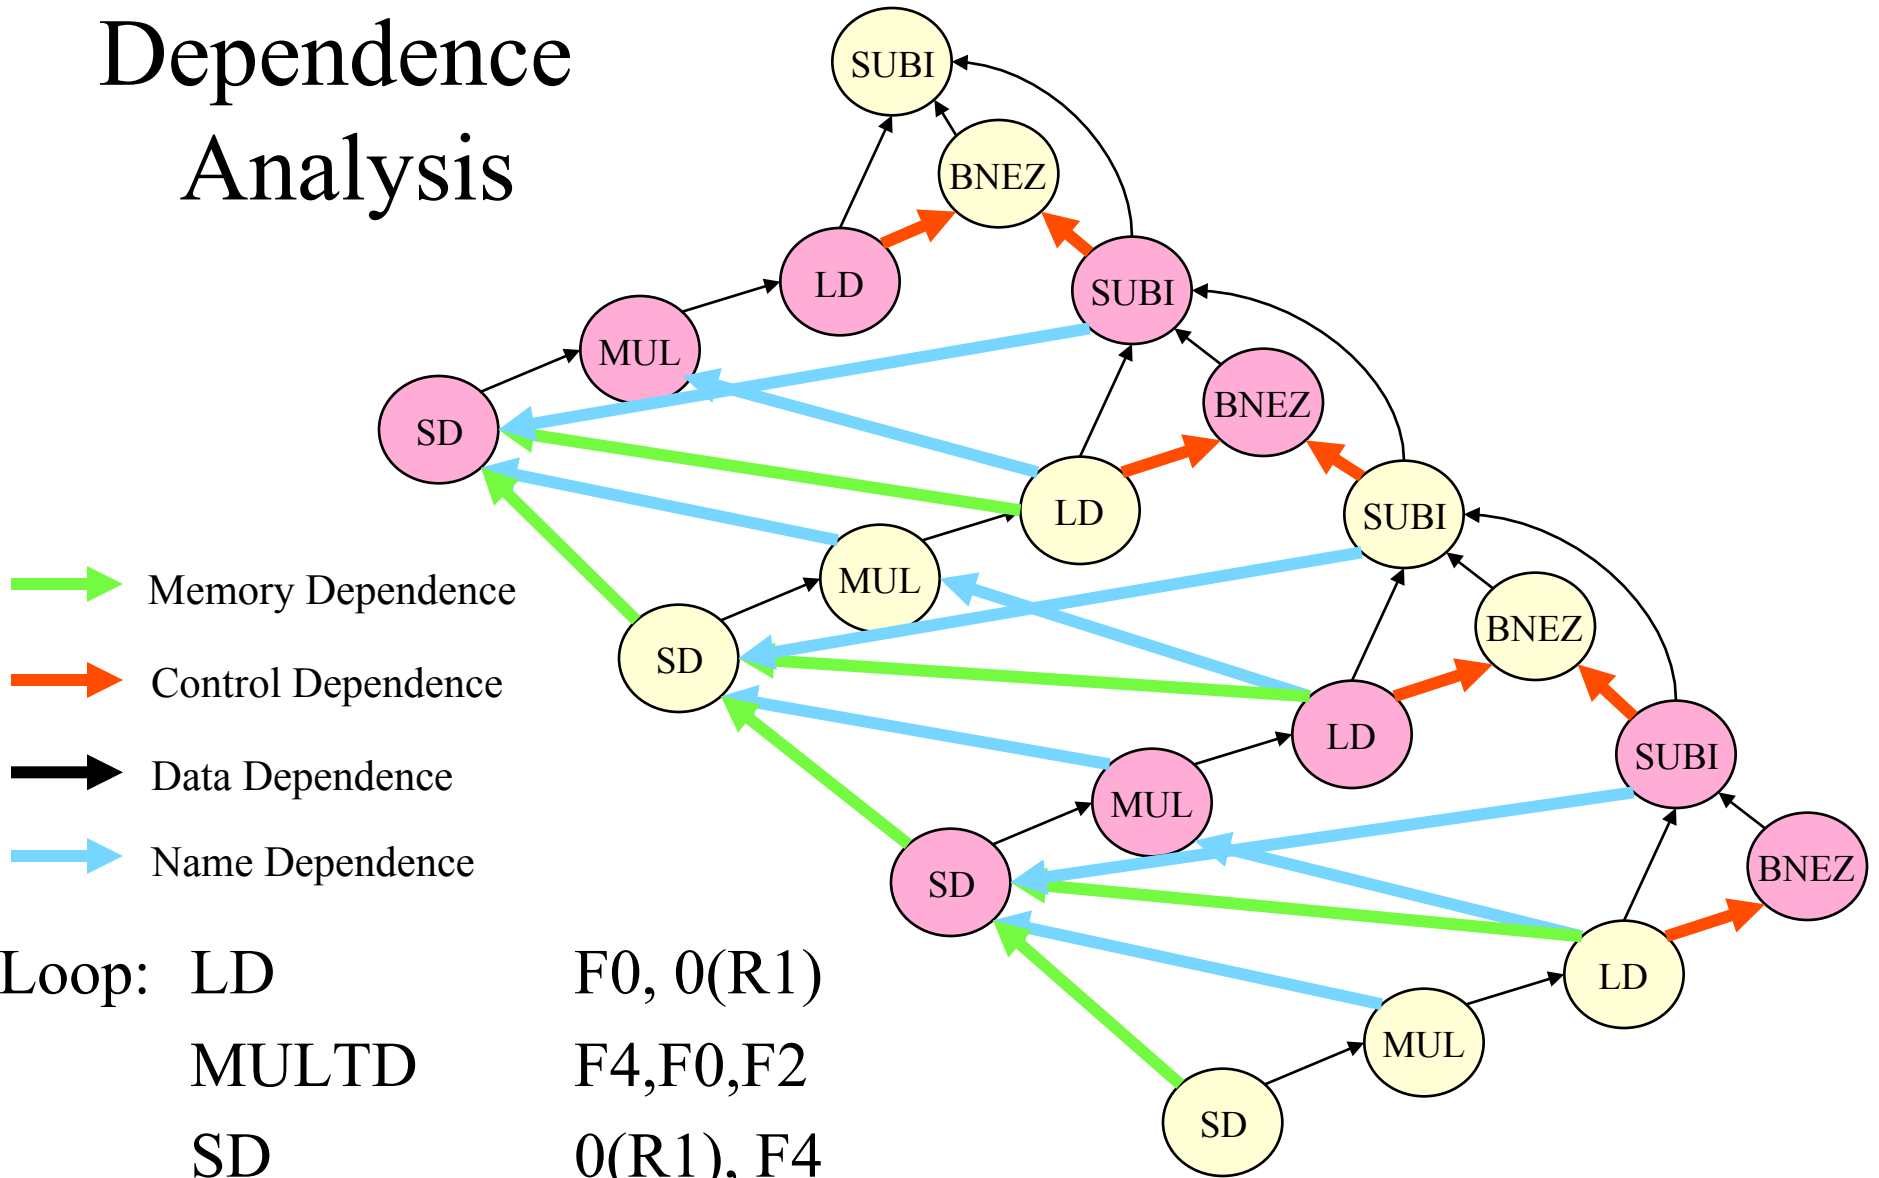 Dependence
Analysis
SUBI
BNEZ
LD
SUBI
MUL
BNEZ
SD
LD
SUBI
MUL
BNEZ
SD
LD
SUBI
MUL
BNEZ
SD
LD
MUL
SD
Memory Dependence
Control Dependence
Data Dependence
Name Dependence
Loop: LD F0, 0(R1)
MULTD F4,F0,F2
SD 0(R1), F4